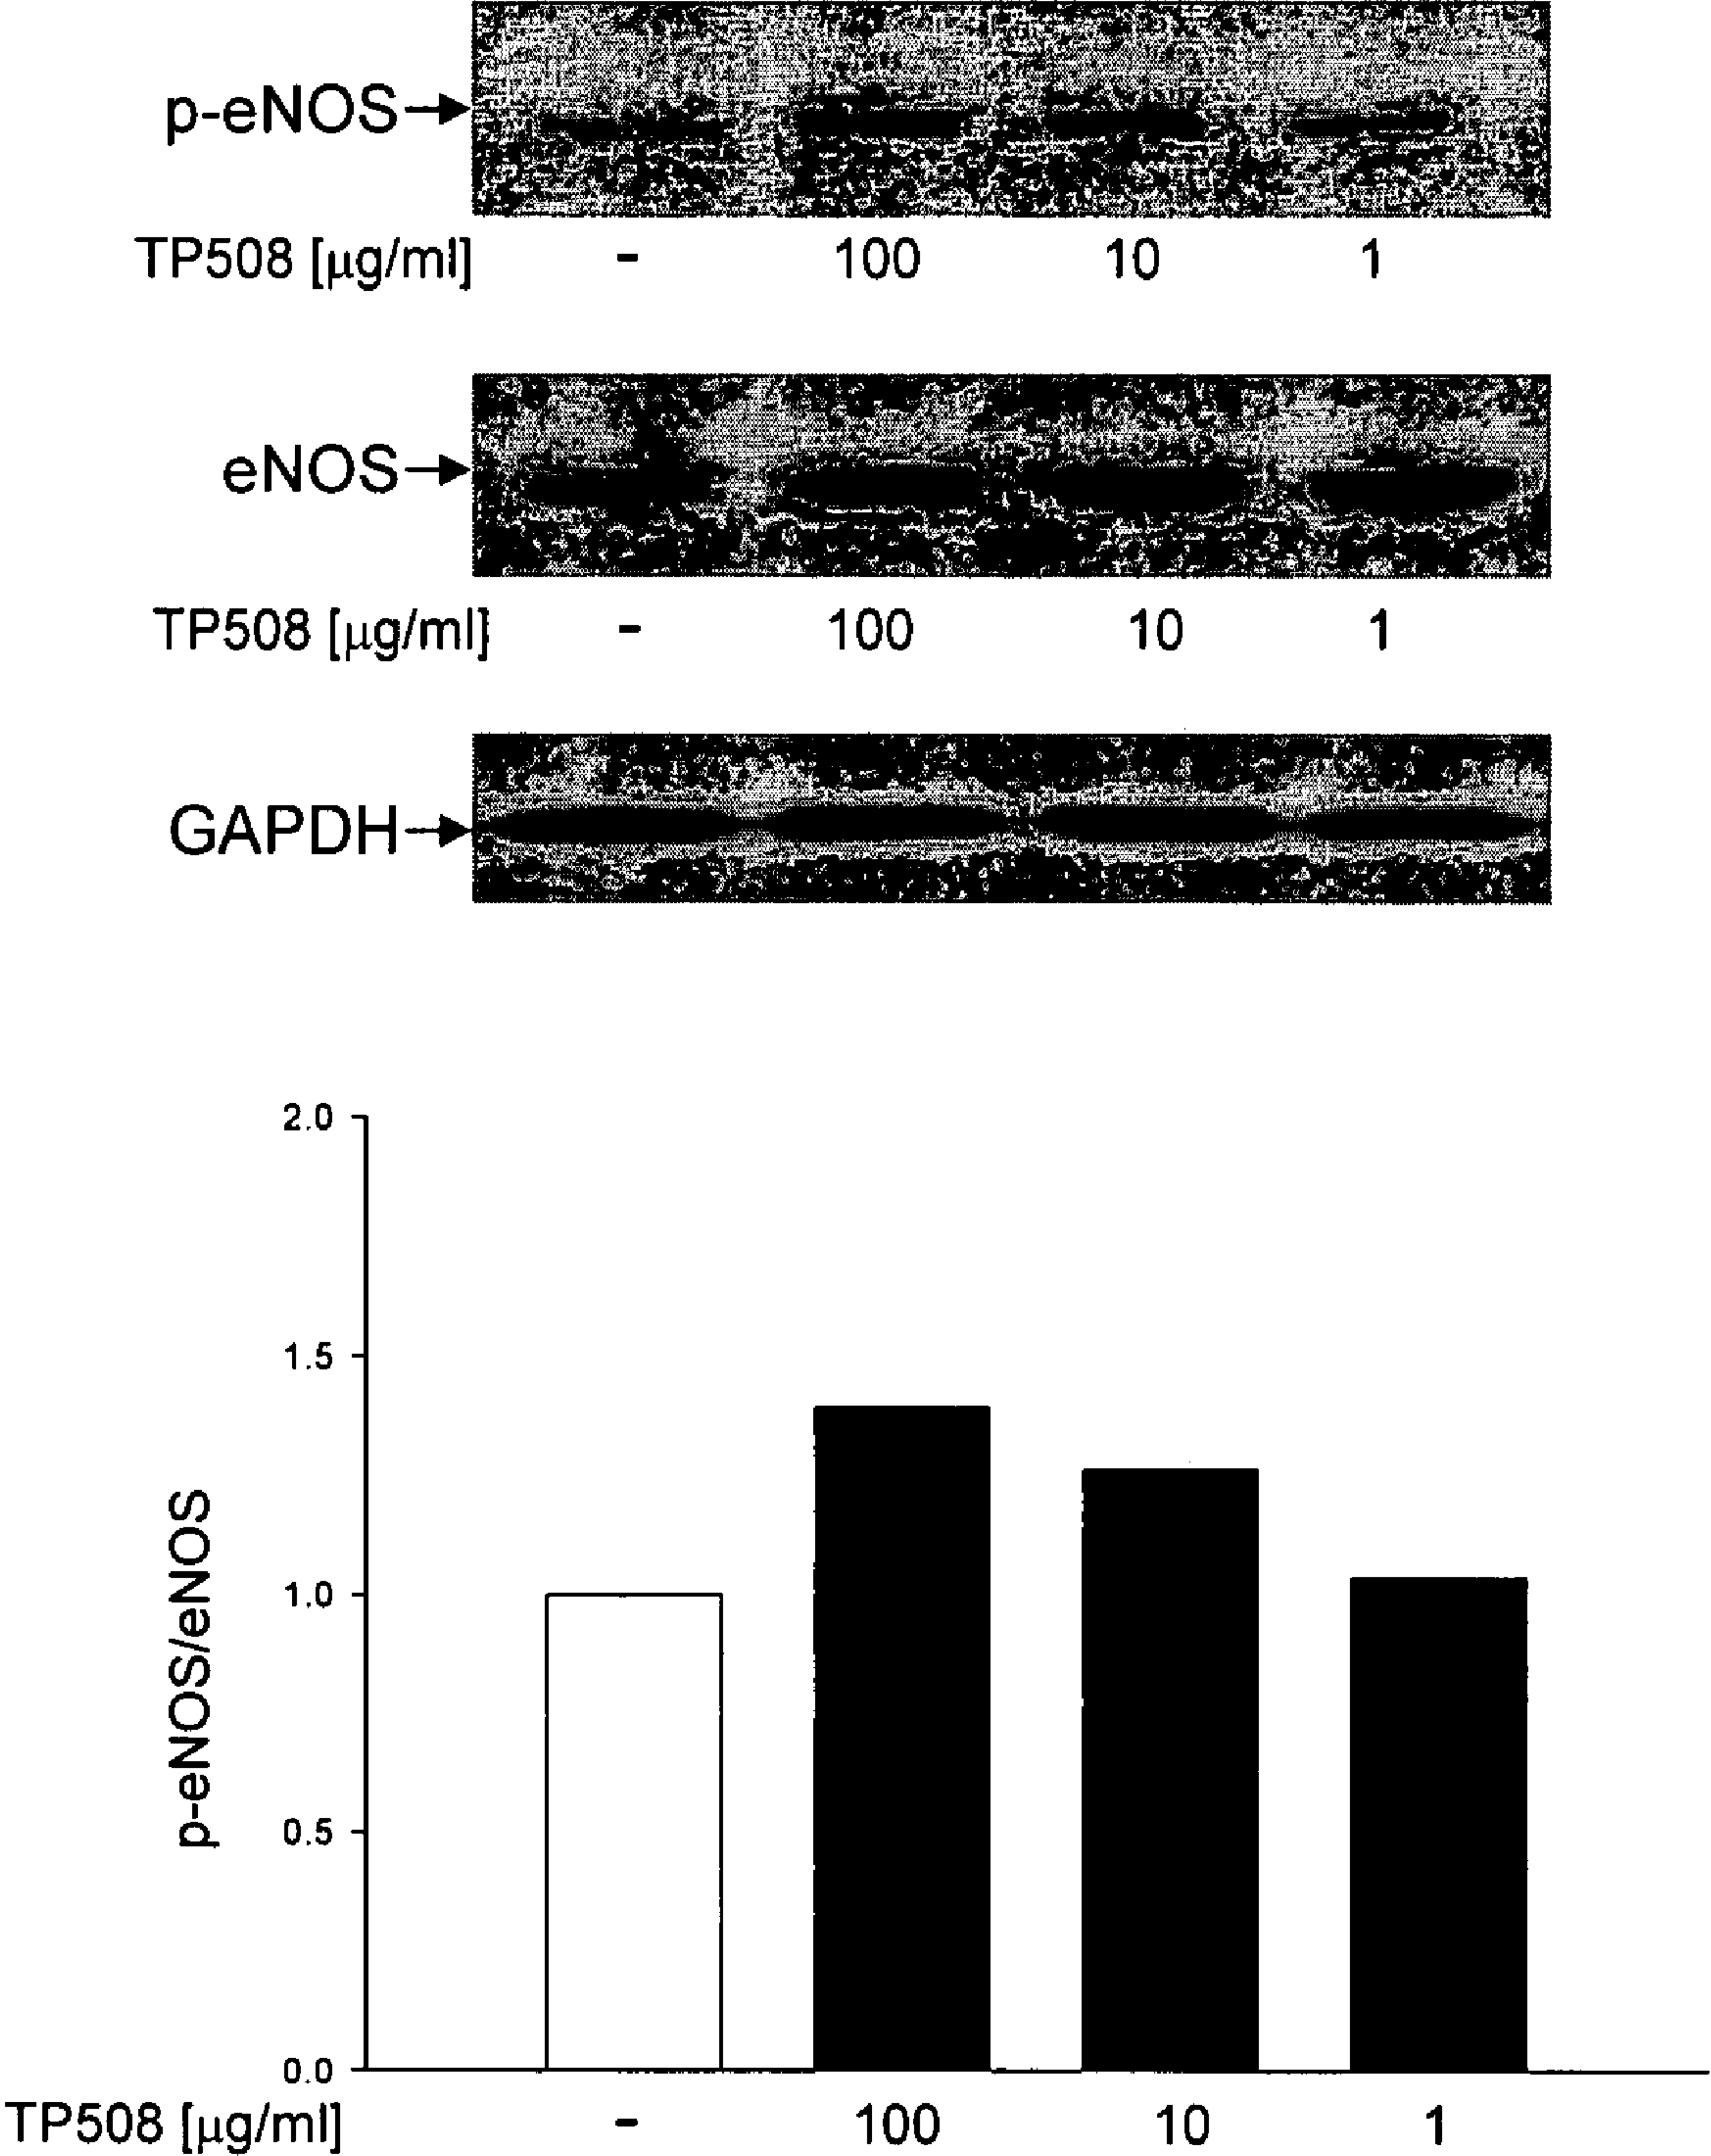 p-eNOS
TP508 [μg/ml] - 100 10 1
eNOS
TP508 [μg/ml] - 100 10 1
GAPDH
2.0
1.5
1.0
0.5
0.0
p-eNOS/eNOS
TP508 [μg/ml] - 100 10 1